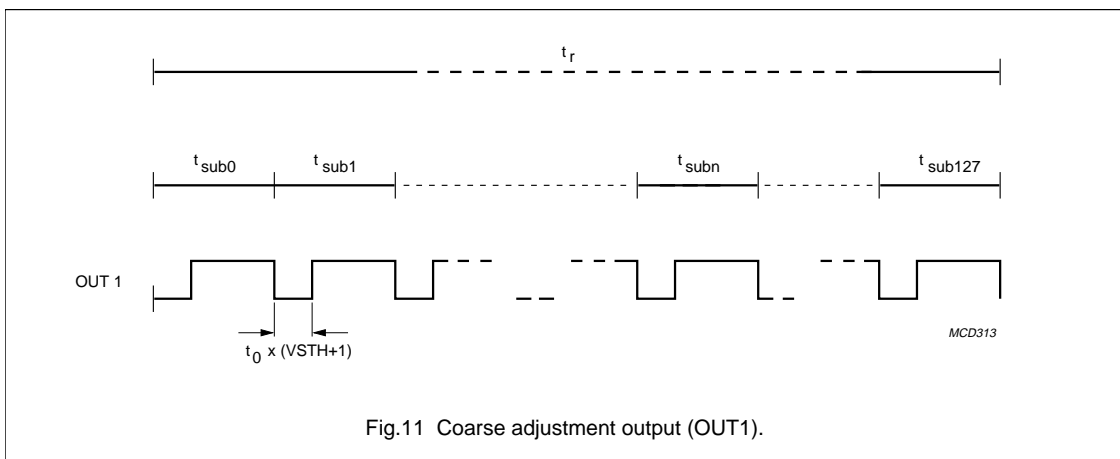 t r
t sub0 t sub1 t subn t sub127
OUT 1
t 0 x (VSTH+1)
MCD313
Fig.11 Coarse adjustment output (OUT1).